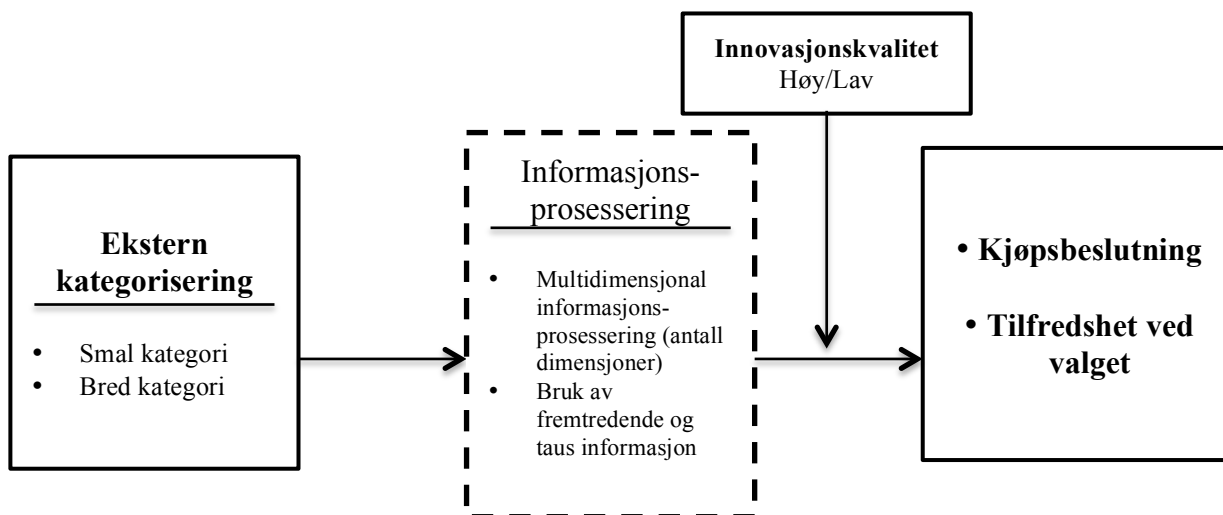 Innovasjonskvalitet
Høy/Lav
Ekstern
kategorisering
• Smal kategori
• Bred kategori
Informasjons-
prosessering
• Multidimensjonal
informasjons-
prosessering (antall
dimensjoner)
• Bruk av
fremtredende og
taus informasjon
• Kjøpsbeslutning
• Tilfredshet ved
valget